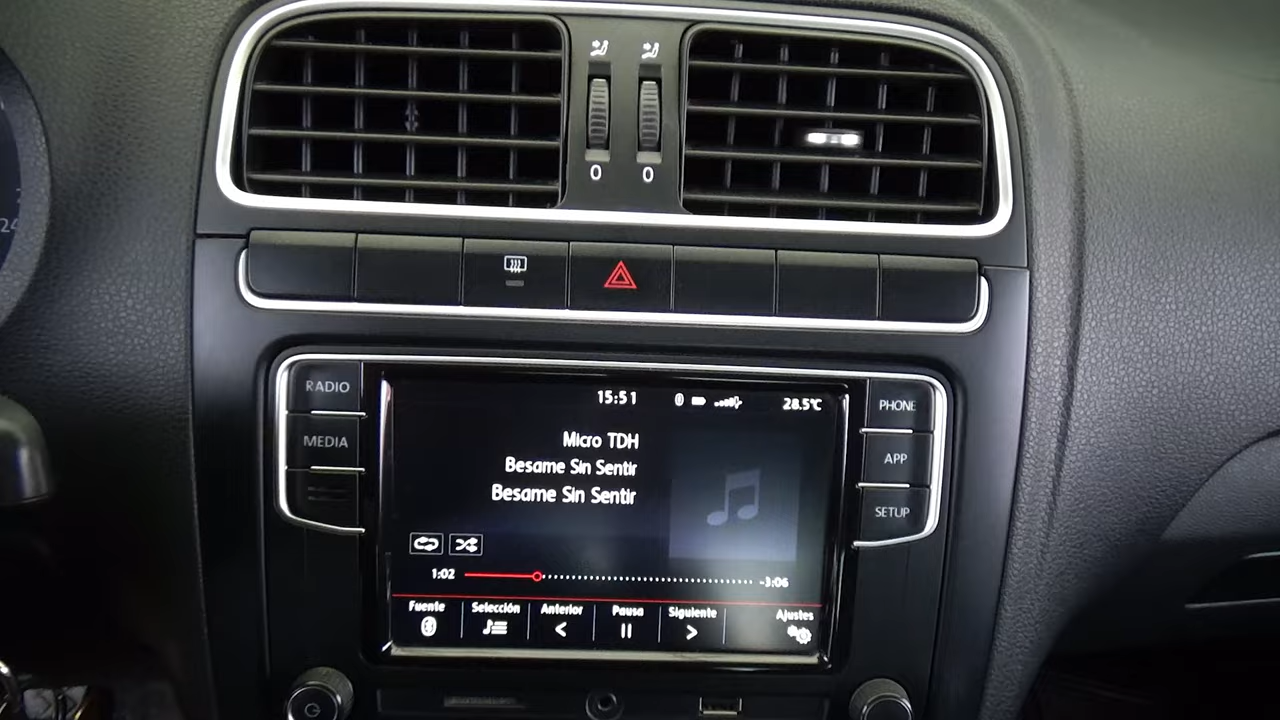 0
0
24
RADIO
MEDIA
PHONE
APP
SETUP
15:51
28.5°C
Micro TDH
Besame Sin Sentir
Besame Sin Sentir
1:02
-3:06
Fuente
Selección
Anterior
Pausa
Siguiente
Ajustes